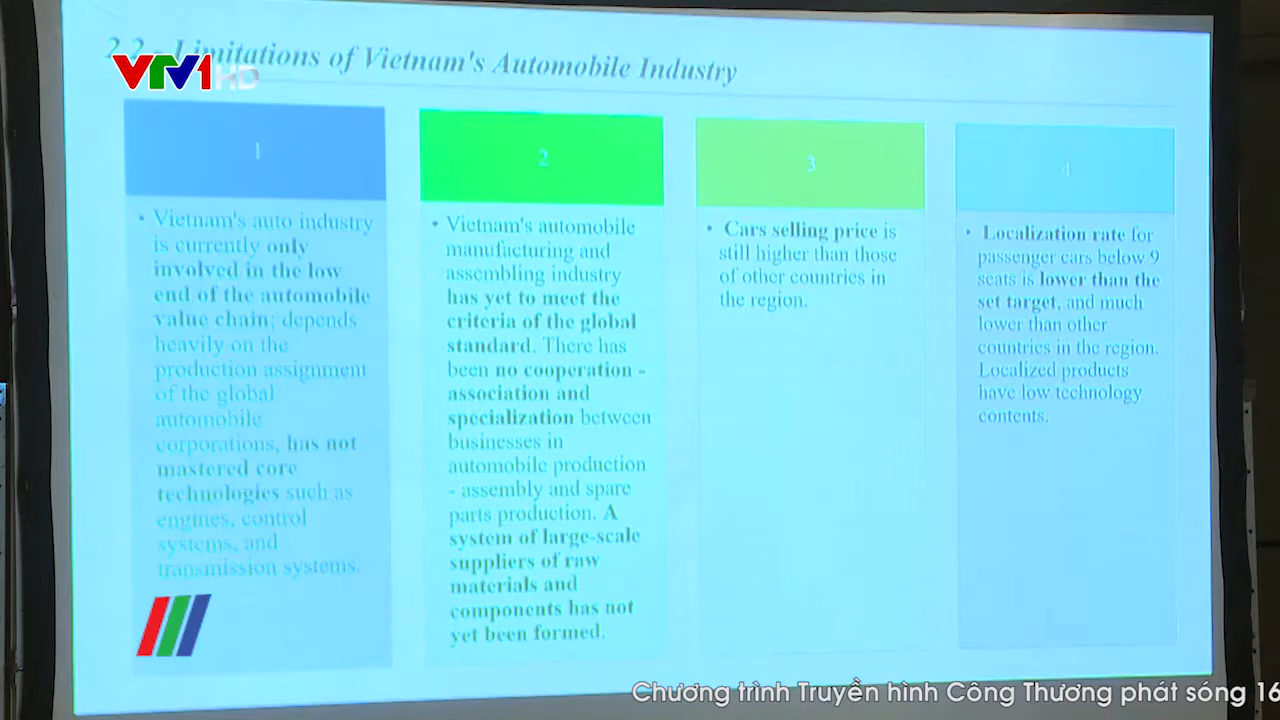 2.2 - Limitations of Vietnam's Automobile Industry
VTV1 HD
1
• Vietnam's auto industry
is currently only
involved in the low
end of the automobile
value chain; depends
heavily on the
production assignment
of the global
automobile
corporations, has not
mastered core
technologies such as
engines, control
systems, and
transmission systems.
2
• Vietnam's automobile
manufacturing and
assembling industry
has yet to meet the
criteria of the global
standard. There has
been no cooperation -
association and
specialization between
businesses in
automobile production
- assembly and spare
parts production. A
system of large-scale
suppliers of raw
materials and
components has not
yet been formed.
3
• Cars selling price is
still higher than those
of other countries in
the region.
4
• Localization rate for
passenger cars below 9
seats is lower than the
set target, and much
lower than other
countries in the region.
Localized products
have low technology
contents.
Chương trình Truyền hình Công Thương phát sóng 16